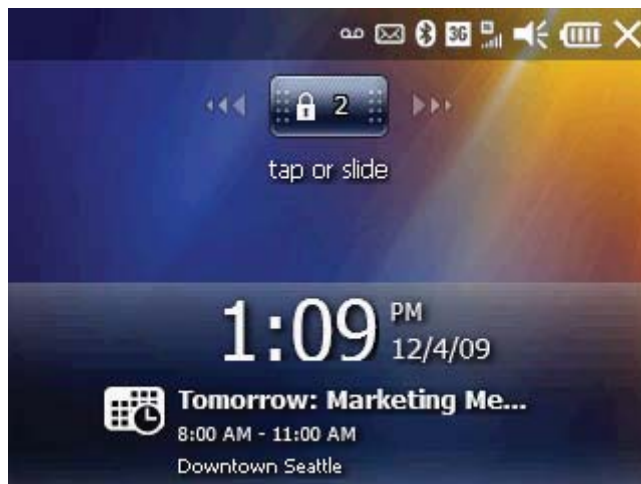 3G
2
tap or slide
1:09 PM
12/4/09
Tomorrow: Marketing Me...
8:00 AM - 11:00 AM
Downtown Seattle